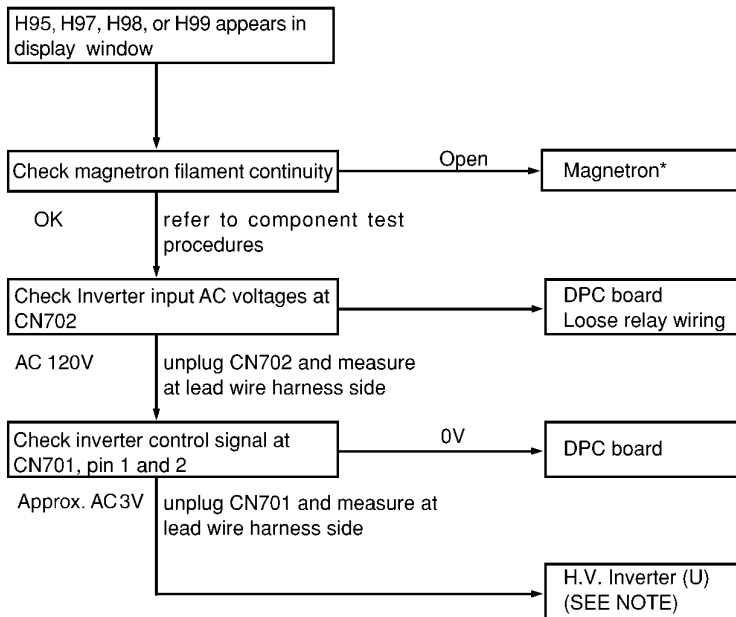 H95, H97, H98, or H99 appears in
display window
Check magnetron filament continuity
Open
Magnetron*
OK
refer to component test
procedures
Check Inverter input AC voltages at
CN702
DPC board
Loose relay wiring
AC 120V
unplug CN702 and measure
at lead wire harness side
Check inverter control signal at
CN701, pin 1 and 2
0V
DPC board
Approx. AC3V
unplug CN701 and measure at
lead wire harness side
H.V. Inverter (U)
(SEE NOTE)